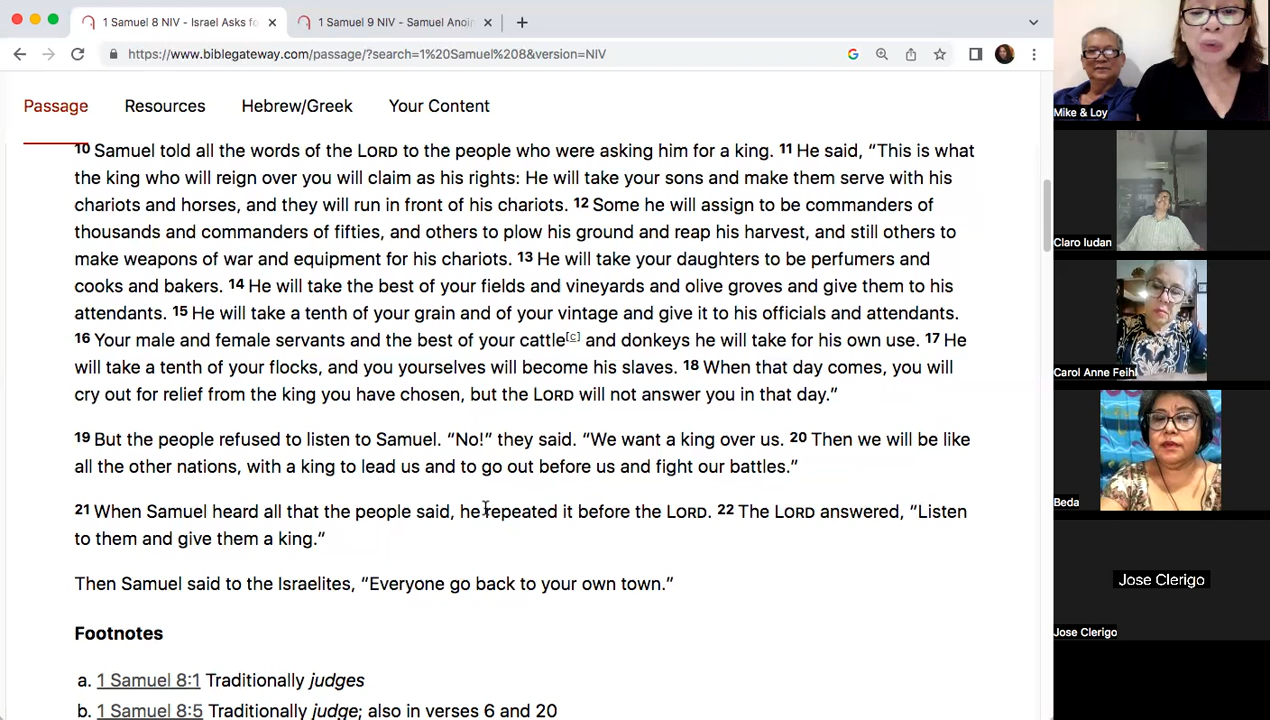 1 Samuel 8 NIV - Israel Asks fo
1 Samuel 9 NIV - Samuel Anoin
https://www.biblegateway.com/passage/?search=1%20Samuel%208&version=NIV
Passage Resources Hebrew/Greek Your Content
10 Samuel told all the words of the LORD to the people who were asking him for a king. 11 He said, “This is what
the king who will reign over you will claim as his rights: He will take your sons and make them serve with his
chariots and horses, and they will run in front of his chariots. 12 Some he will assign to be commanders of
thousands and commanders of fifties, and others to plow his ground and reap his harvest, and still others to
make weapons of war and equipment for his chariots. 13 He will take your daughters to be perfumers and
cooks and bakers. 14 He will take the best of your fields and vineyards and olive groves and give them to his
attendants. 15 He will take a tenth of your grain and of your vintage and give it to his officials and attendants.
16 Your male and female servants and the best of your cattle[c] and donkeys he will take for his own use. 17 He
will take a tenth of your flocks, and you yourselves will become his slaves. 18 When that day comes, you will
cry out for relief from the king you have chosen, but the LORD will not answer you in that day.”
19 But the people refused to listen to Samuel. “No!” they said. “We want a king over us. 20 Then we will be like
all the other nations, with a king to lead us and to go out before us and fight our battles.”
21 When Samuel heard all that the people said, he repeated it before the LORD. 22 The LORD answered, “Listen
to them and give them a king.”
Then Samuel said to the Israelites, “Everyone go back to your own town.”
Footnotes
a. 1 Samuel 8:1 Traditionally judges
b. 1 Samuel 8:5 Traditionally judge; also in verses 6 and 20
Mike & Loy
Claro Iudan
Carol Anne Feihl
Beda
Jose Clerigo
Jose Clerigo